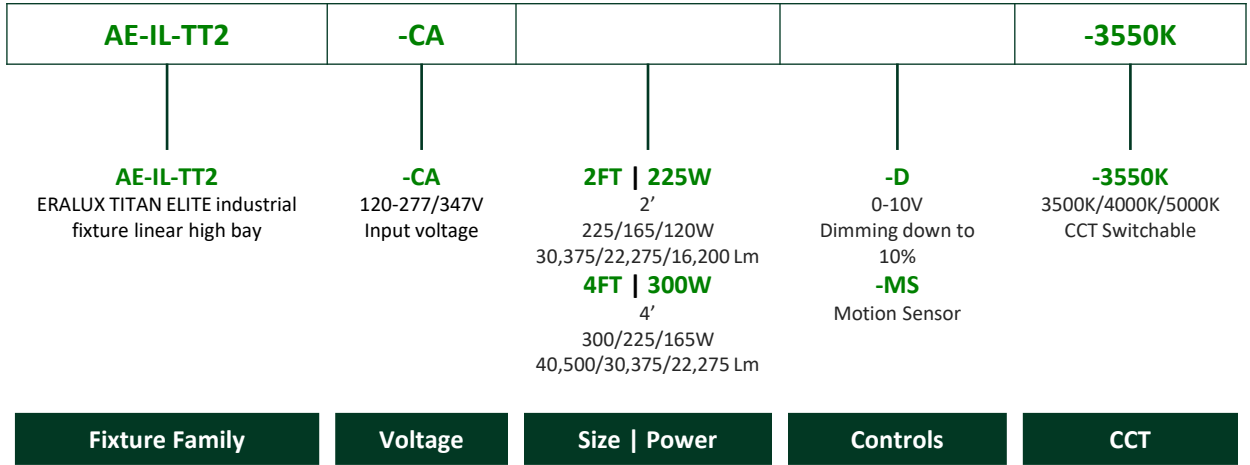 AE-IL-TT2 -CA -3550K
AE-IL-TT2
ERALUX TITAN ELITE industrial
fixture linear high bay
-CA
120-277/347V
Input voltage
2FT | 225W
2’
225/165/120W
30,375/22,275/16,200 Lm
4FT | 300W
4’
300/225/165W
40,500/30,375/22,275 Lm
-D
0-10V
Dimming down to
10%
-MS
Motion Sensor
-3550K
3500K/4000K/5000K
CCT Switchable
Fixture Family Voltage Size | Power Controls CCT